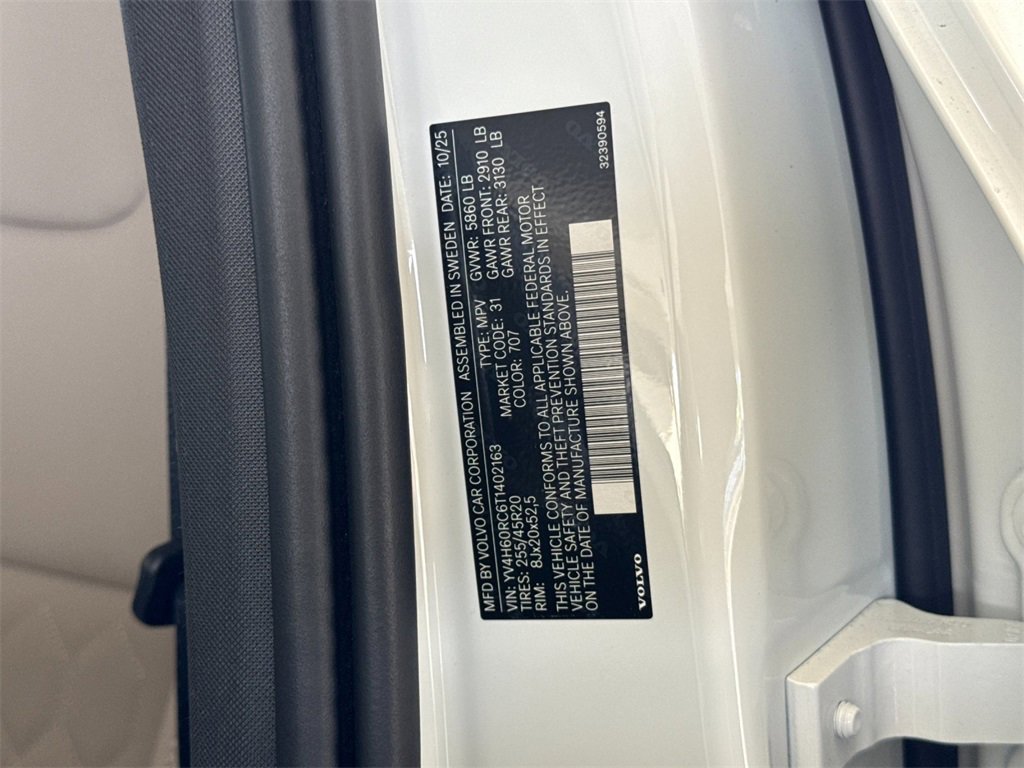 MFD BY VOLVO CAR CORPORATION ASSEMBLED IN SWEDEN DATE: 10/25
VIN: YV4H60RC6T1402163 TYPE: MPV GVWR: 5860 LB
TIRES: 255/45R20 MARKET CODE: 31 GAWR FRONT: 2910 LB
RIM: 8Jx20x52,5 COLOR: 707 GAWR REAR: 3130 LB
THIS VEHICLE CONFORMS TO ALL APPLICABLE FEDERAL MOTOR
VEHICLE SAFETY AND THEFT PREVENTION STANDARDS IN EFFECT
ON THE DATE OF MANUFACTURE SHOWN ABOVE.
VOLVO 32390594